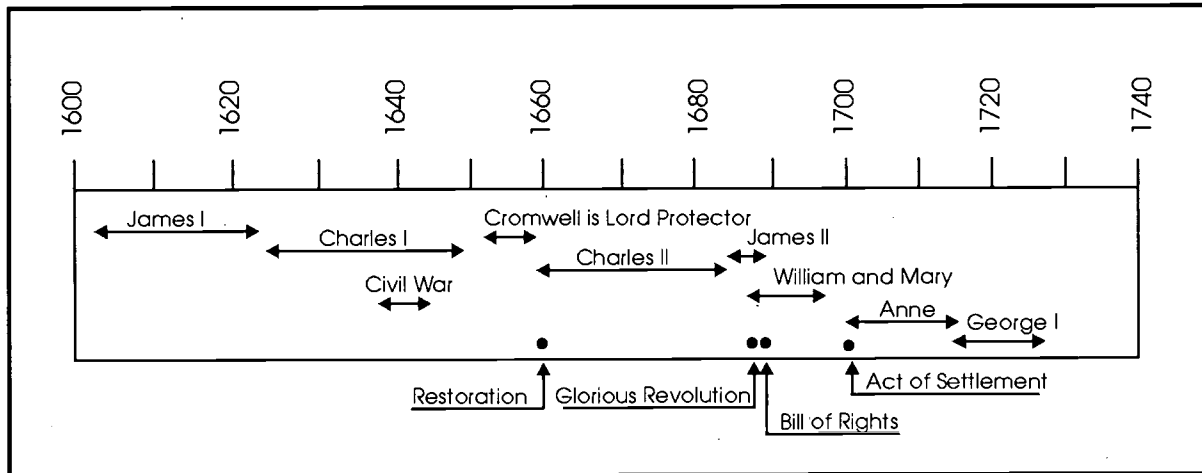 1600 1620 1640 1660 1680 1700 1720 1740
James I
Cromwell is Lord Protector
Charles I
James II
Charles II
Civil War
William and Mary
Anne
George I
Restoration
Glorious Revolution
Act of Settlement
Bill of Rights